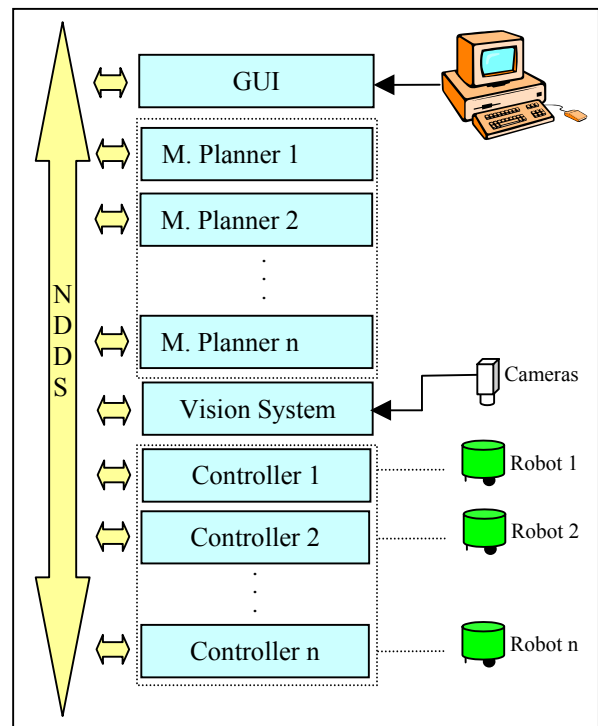 GUI
M. Planner 1
M. Planner 2
M. Planner n
NDDS
Vision System
Cameras
Controller 1
Robot 1
Controller 2
Robot 2
Controller n
Robot n